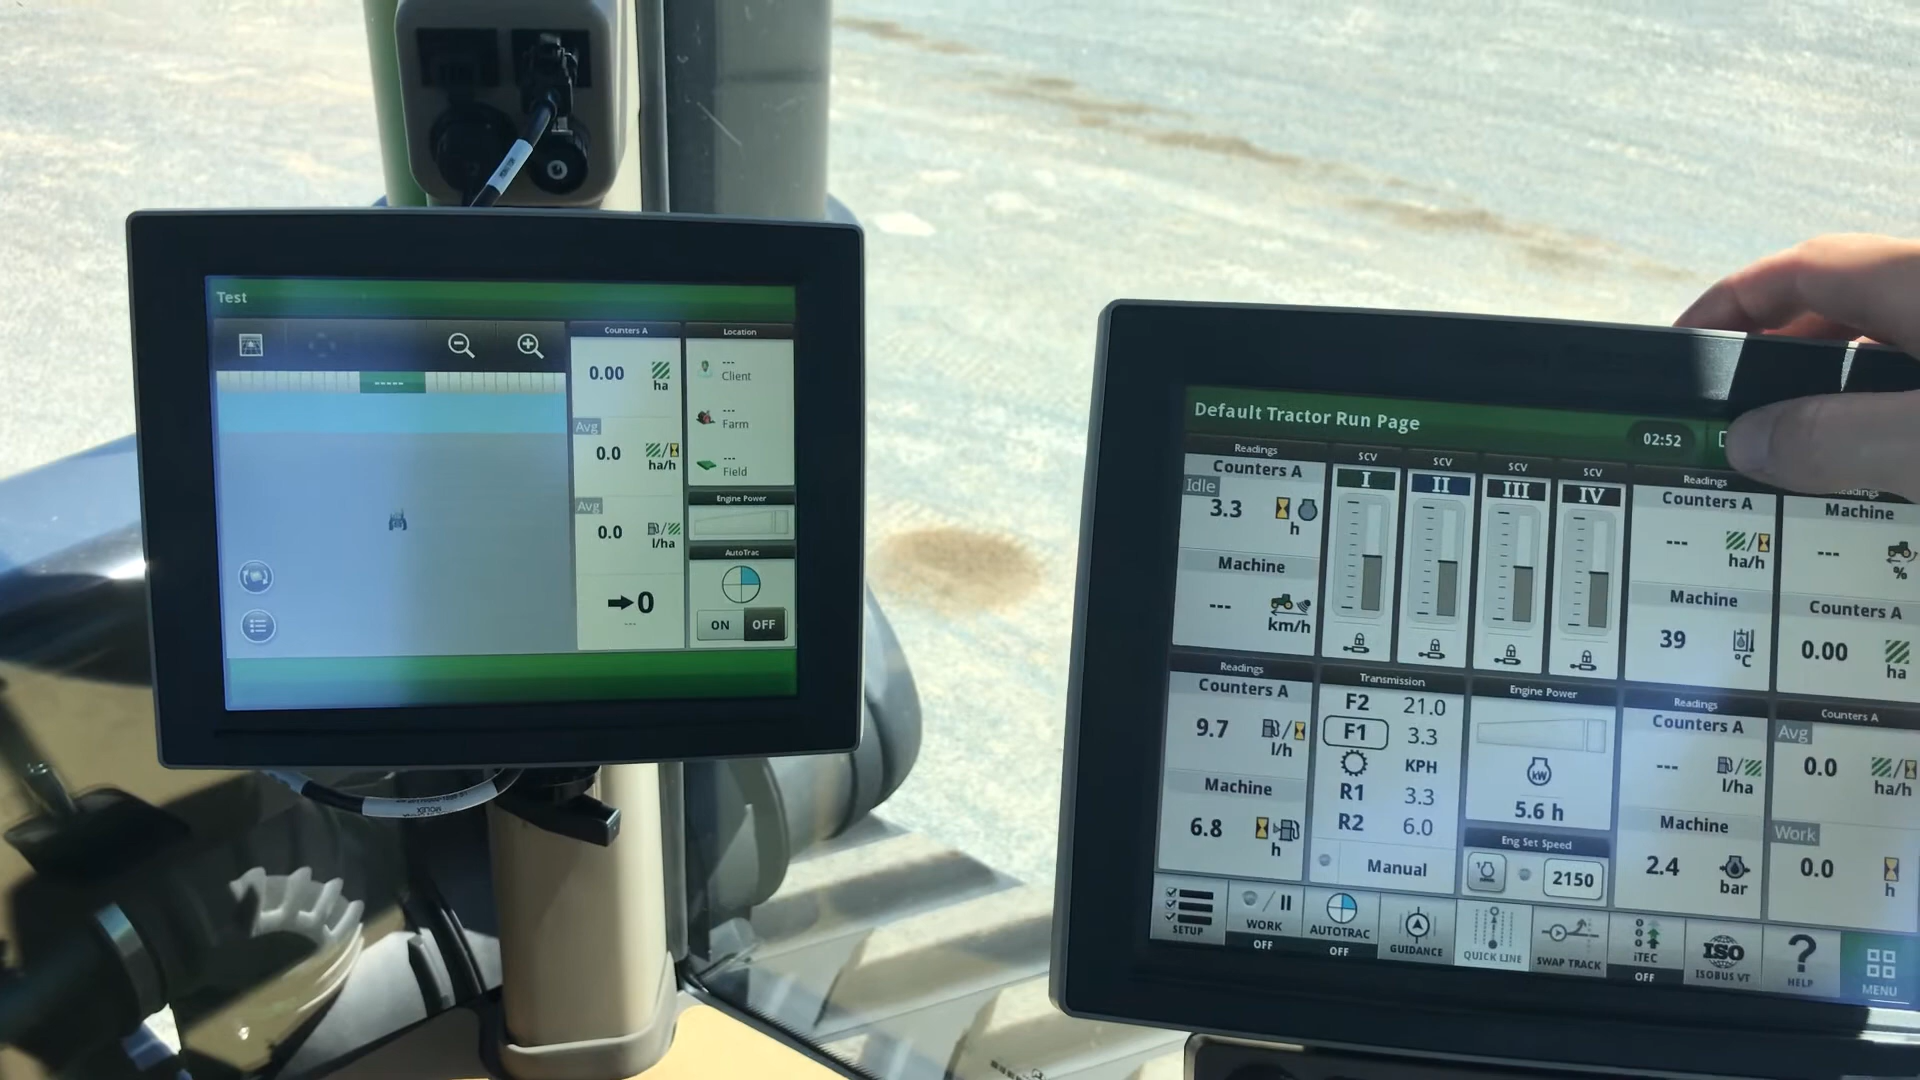 Test
Counters A
0.00
ha
Avg
0.0
ha/h
Avg
0.0
l/ha
0
---
-----
Location
---
Client
---
Farm
---
Field
Engine Power
AutoTrac
ON OFF
Default Tractor Run Page
02:52
Readings
Counters A
Idle
3.3
h
Machine
---
km/h
SCV
I
SCV
II
SCV
III
SCV
IV
Readings
Counters A
---
ha/h
Machine
39
°C
Readings
Machine
---
%
Counters A
0.00
ha
Readings
Counters A
9.7
l/h
Machine
6.8
h
Transmission
F2 21.0
F1 3.3
KPH
R1 3.3
R2 6.0
Manual
Engine Power
kW
5.6 h
Eng Set Speed
1
2150
Readings
Counters A
---
l/ha
Machine
2.4
bar
Counters A
Avg
0.0
ha/h
Work
0.0
h
SETUP
WORK
OFF
AUTOTRAC
OFF
GUIDANCE
QUICK LINE
SWAP TRACK
iTEC
OFF
ISO
ISOBUS VT
?
HELP
MENU
MOLEX